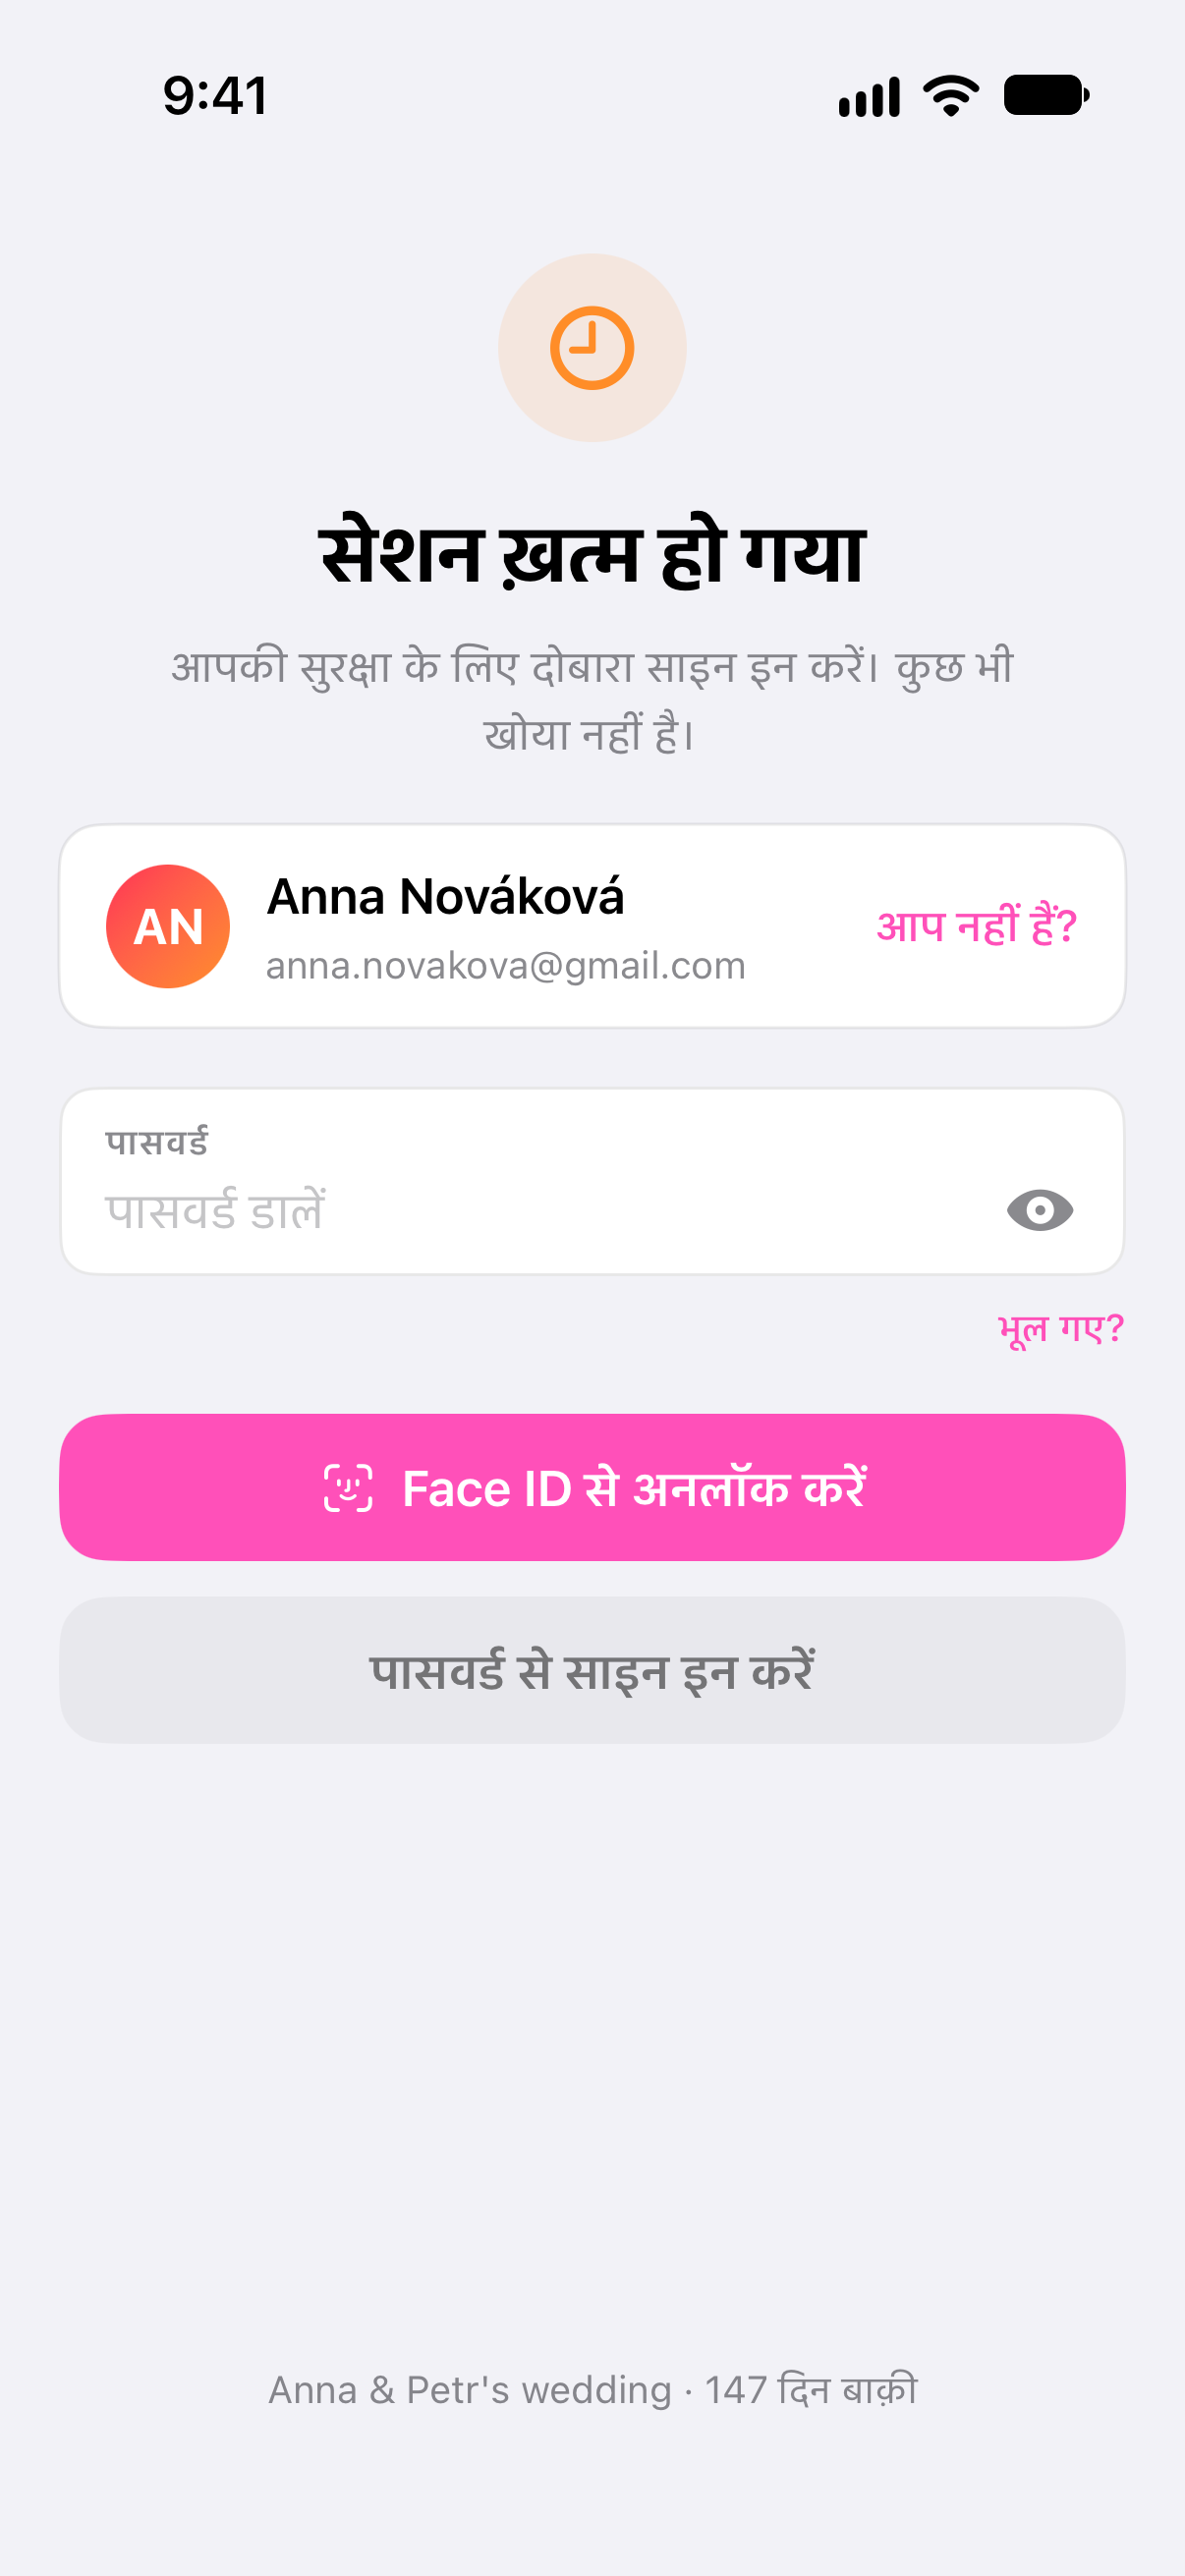 9:41
सेशन ख़त्म हो गया
आपकी सुरक्षा के लिए दोबारा साइन इन करें। कुछ भी
खोया नहीं है।
AN
Anna Nováková
anna.novakova@gmail.com
आप नहीं हैं?
पासवर्ड
पासवर्ड डालें
भूल गए?
Face ID से अनलॉक करें
पासवर्ड से साइन इन करें
Anna & Petr's wedding · 147 दिन बाक़ी